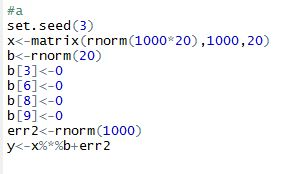 #a
set.seed(3)
x<-matrix(rnorm(1000*20),1000,20)
b<-rnorm(20)
b[3]<-0
b[6]<-0
b[8]<-0
b[9]<-0
err2<-rnorm(1000)
y<-x%*%b+err2